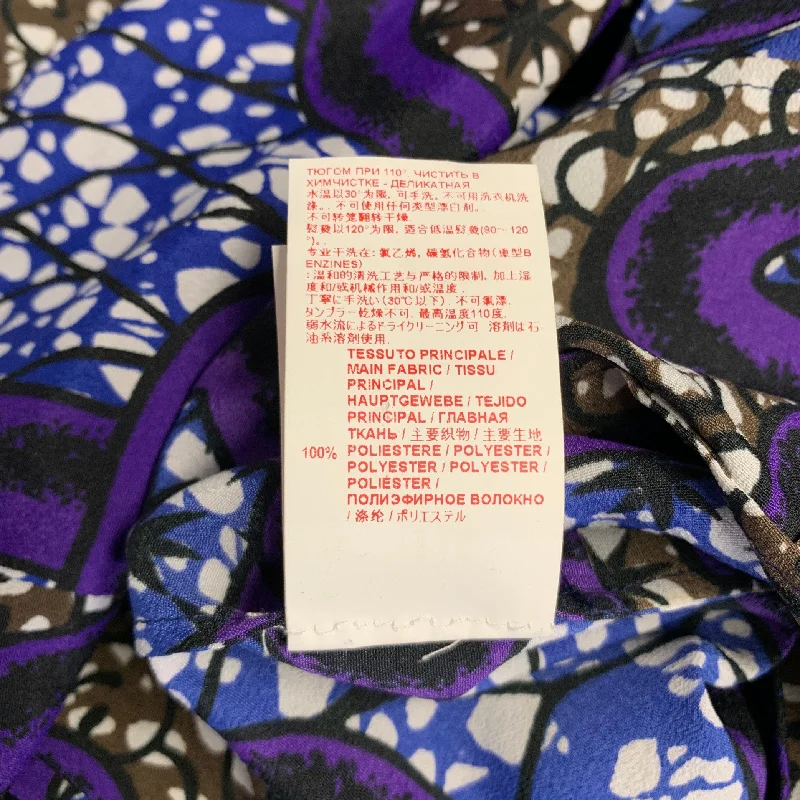 ТЮГОМ ПРИ 110°. ЧИСТИТЬ В
ХИМЧИСТКЕ - ДЕЛИКАТНАЯ
水温以30°为限, 可手洗。不可用洗衣机洗
涤。. 不可使用任何类型漂白剂。.
不可转笼翻转干燥
熨烫以120°为限, 适合低温熨烫(80～120
°)。.
专业干洗在: 氯乙烯, 碳氢化合物(重型B
ENZINES)
:温和的清洗工艺与严格的限制, 加上湿
度和/或机械作用和/或温度.
丁寧に手洗い(30℃以下). 不可氯漂.
タンブラー乾燥不可. 最高温度110度.
弱水流によるドライクリーニング可 溶剤は石
油系溶剤使用.
TESSUTO PRINCIPALE /
MAIN FABRIC / TISSU
PRINCIPAL /
HAUPTGEWEBE / TEJIDO
PRINCIPAL / ГЛАВНАЯ
ТКАНЬ / 主要织物 / 主要生地
100% POLIESTERE / POLYESTER /
POLYESTER / POLYESTER /
POLIÉSTER /
ПОЛИЭФИРНОЕ ВОЛОКНО
/ 涤纶 / ポリエステル